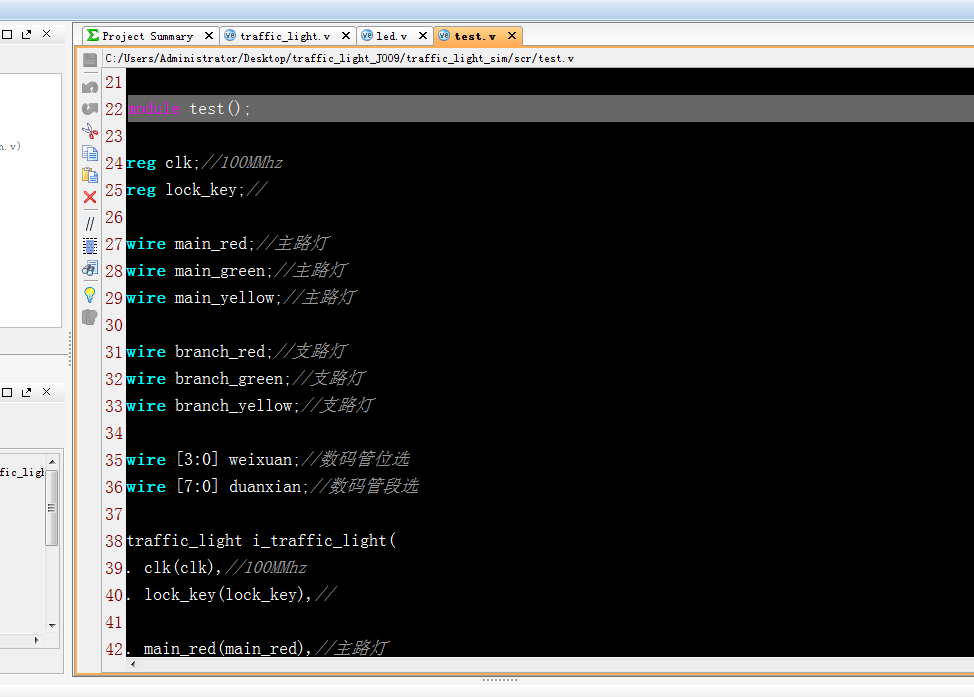 Project Summary
traffic_light.v
led.v
test.v
C:/Users/Administrator/Desktop/traffic_light_J009/traffic_light_sim/scr/test.v
21
22 module test();
23
24 reg clk;//100MMhz
25 reg lock_key;//
26
27 wire main_red;//主路灯
28 wire main_green;//主路灯
29 wire main_yellow;//主路灯
30
31 wire branch_red;//支路灯
32 wire branch_green;//支路灯
33 wire branch_yellow;//支路灯
34
35 wire [3:0] weixuan;//数码管位选
36 wire [7:0] duanxian;//数码管段选
37
38 traffic_light i_traffic_light(
39 . clk(clk),//100MMhz
40 . lock_key(lock_key),//
41
42 . main_red(main_red),//主路灯
.v)
fic_ligh